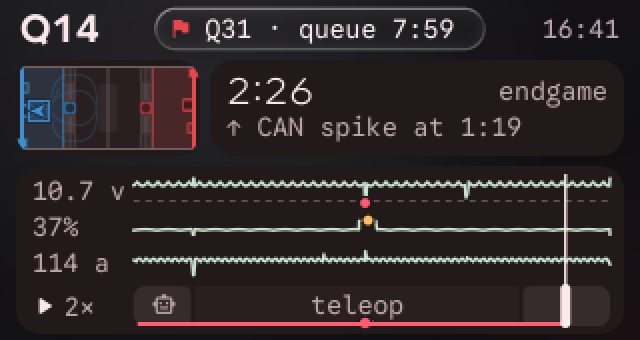 Q14
Q31 · queue 7:59
16:41
2:26
endgame
↑ CAN spike at 1:19
10.7 v
37%
114 a
2×
teleop